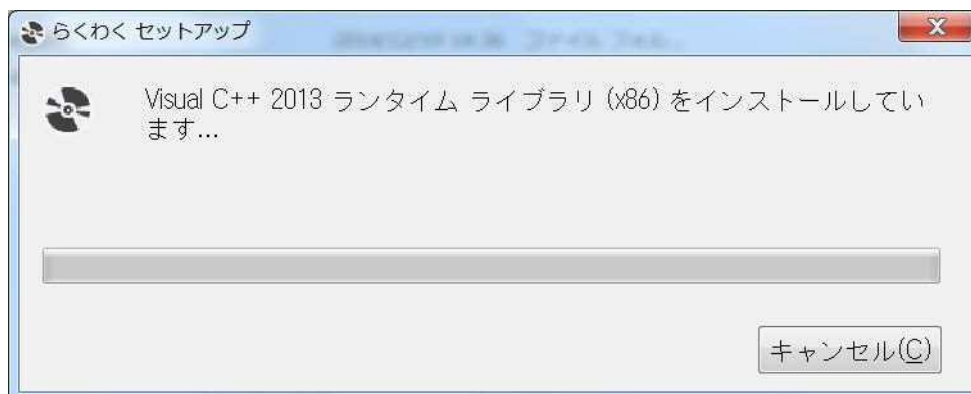 らくわく セットアップ
Visual C++ 2013 ランタイム ライブラリ (x86) をインストールしてい
ます...
キャンセル(C)